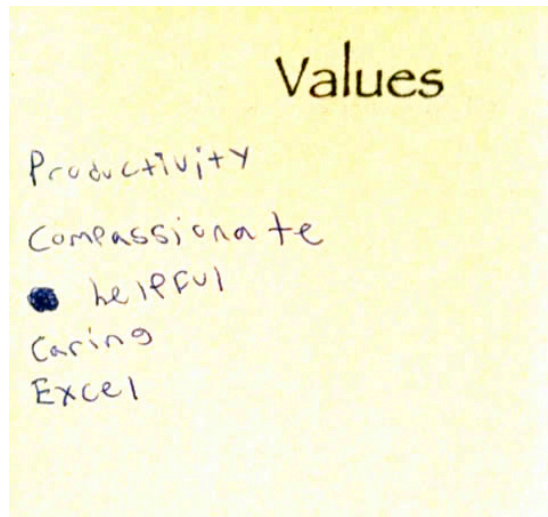 Values
Productivity
Compassionate
helpful
Caring
Excel